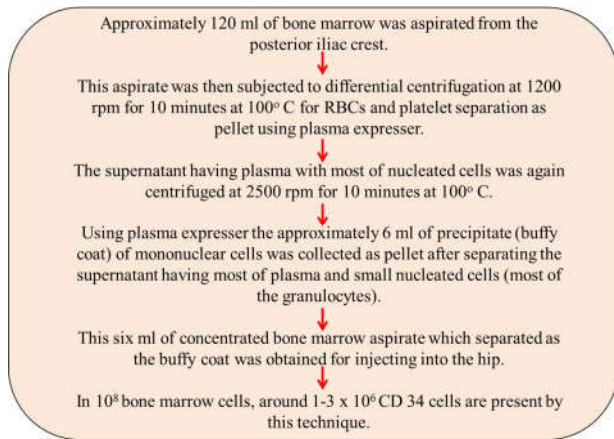 Approximately 120 ml of bone marrow was aspirated from the
posterior iliac crest.
This aspirate was then subjected to differential centrifugation at 1200
rpm for 10 minutes at 100° C for RBCs and platelet separation as
pellet using plasma expresser.
The supernatant having plasma with most of nucleated cells was again
centrifuged at 2500 rpm for 10 minutes at 100° C.
Using plasma expresser the approximately 6 ml of precipitate (buffy
coat) of mononuclear cells was collected as pellet after separating the
supernatant having most of plasma and small nucleated cells (most
of the granulocytes).
This six ml of concentrated bone marrow aspirate which separated as
the buffy coat was obtained for injecting into the hip.
In 10⁸ bone marrow cells, around 1-3 x 10⁶ CD 34 cells are present by
this technique.